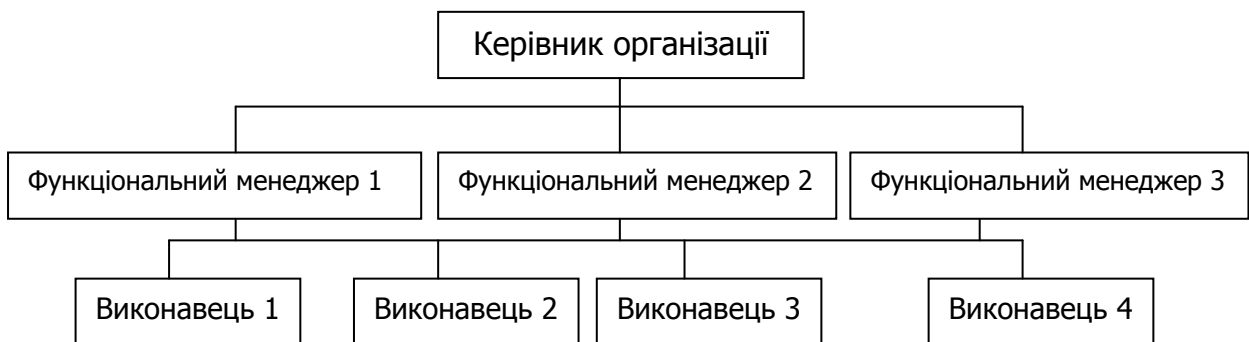 Керівник організації
Функціональний менеджер 1
Функціональний менеджер 2
Функціональний менеджер 3
Виконавець 1
Виконавець 2
Виконавець 3
Виконавець 4